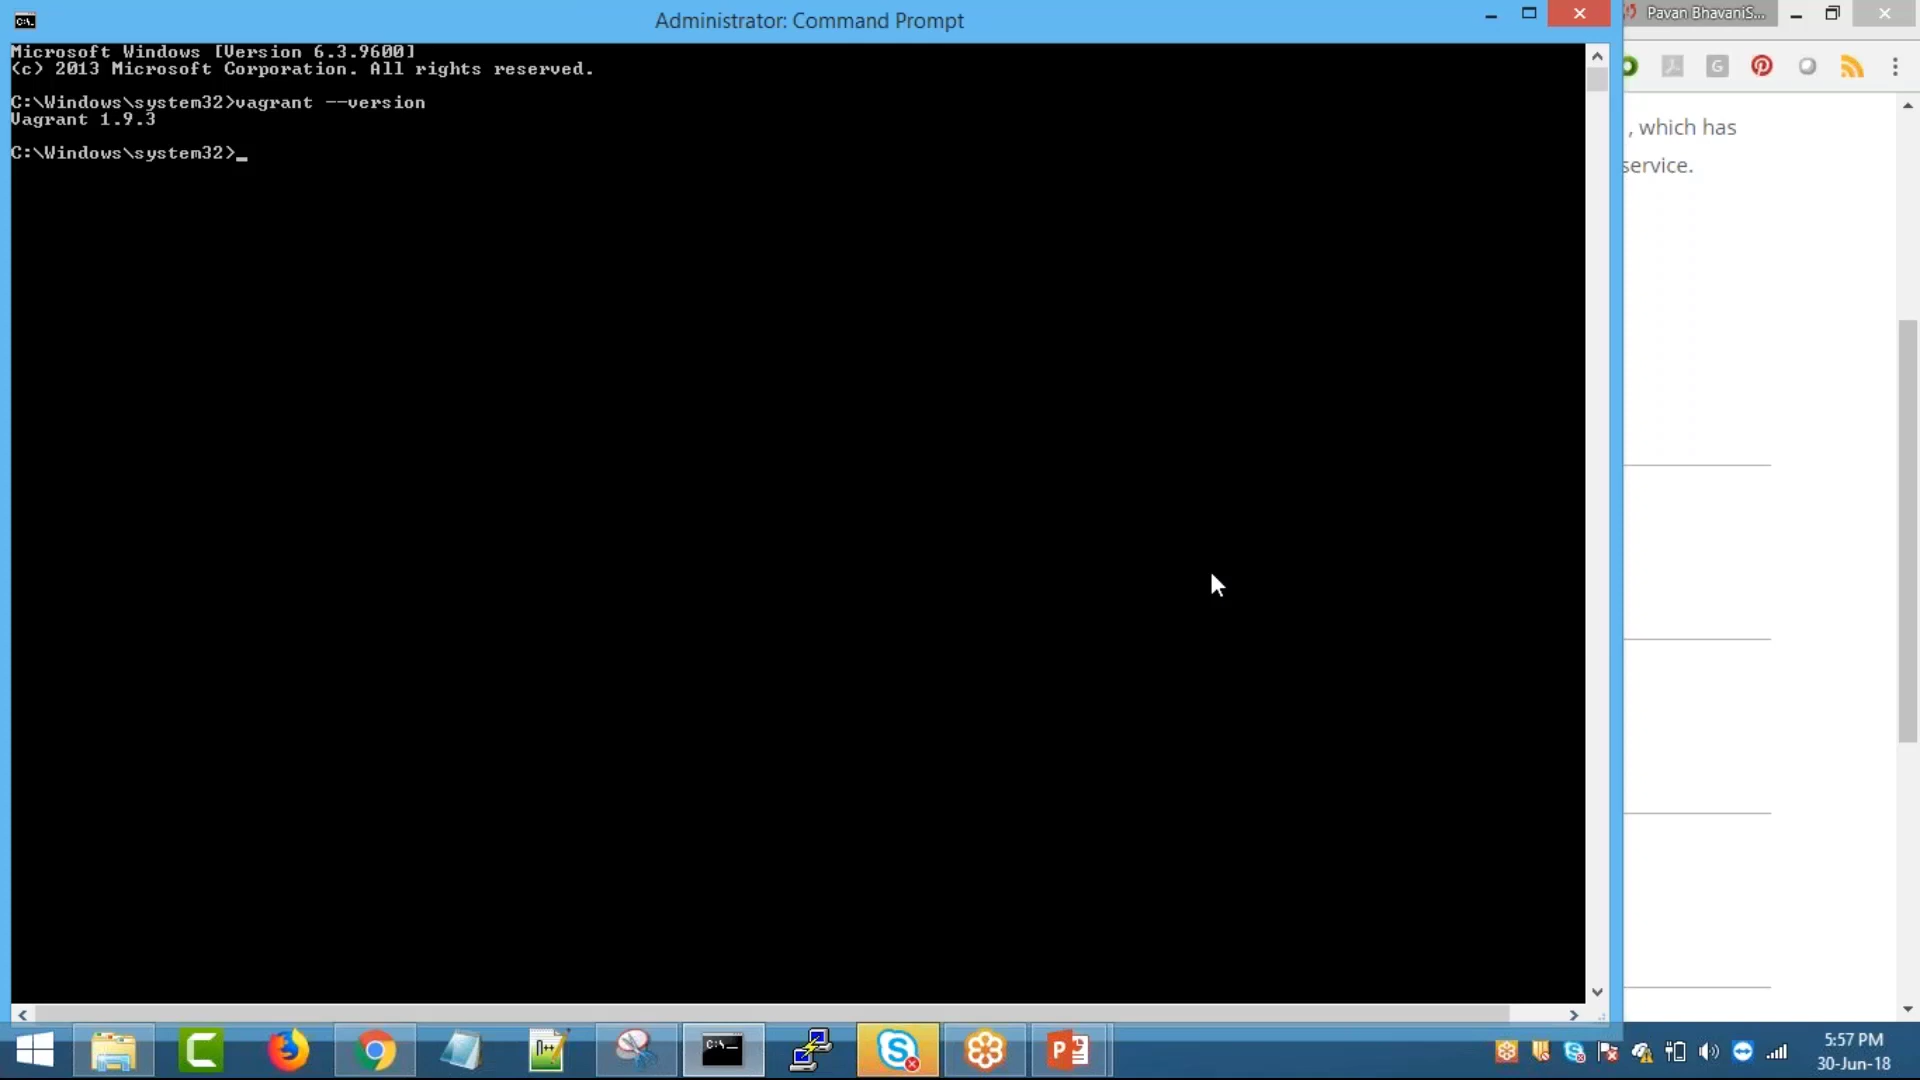 Administrator: Command Prompt
Pavan BhavaniS...
Microsoft Windows [Version 6.3.9600]
(c) 2013 Microsoft Corporation. All rights reserved.
C:\Windows\system32>vagrant --version
Vagrant 1.9.3
C:\Windows\system32>_
, which has
service.
5:57 PM
30-Jun-18